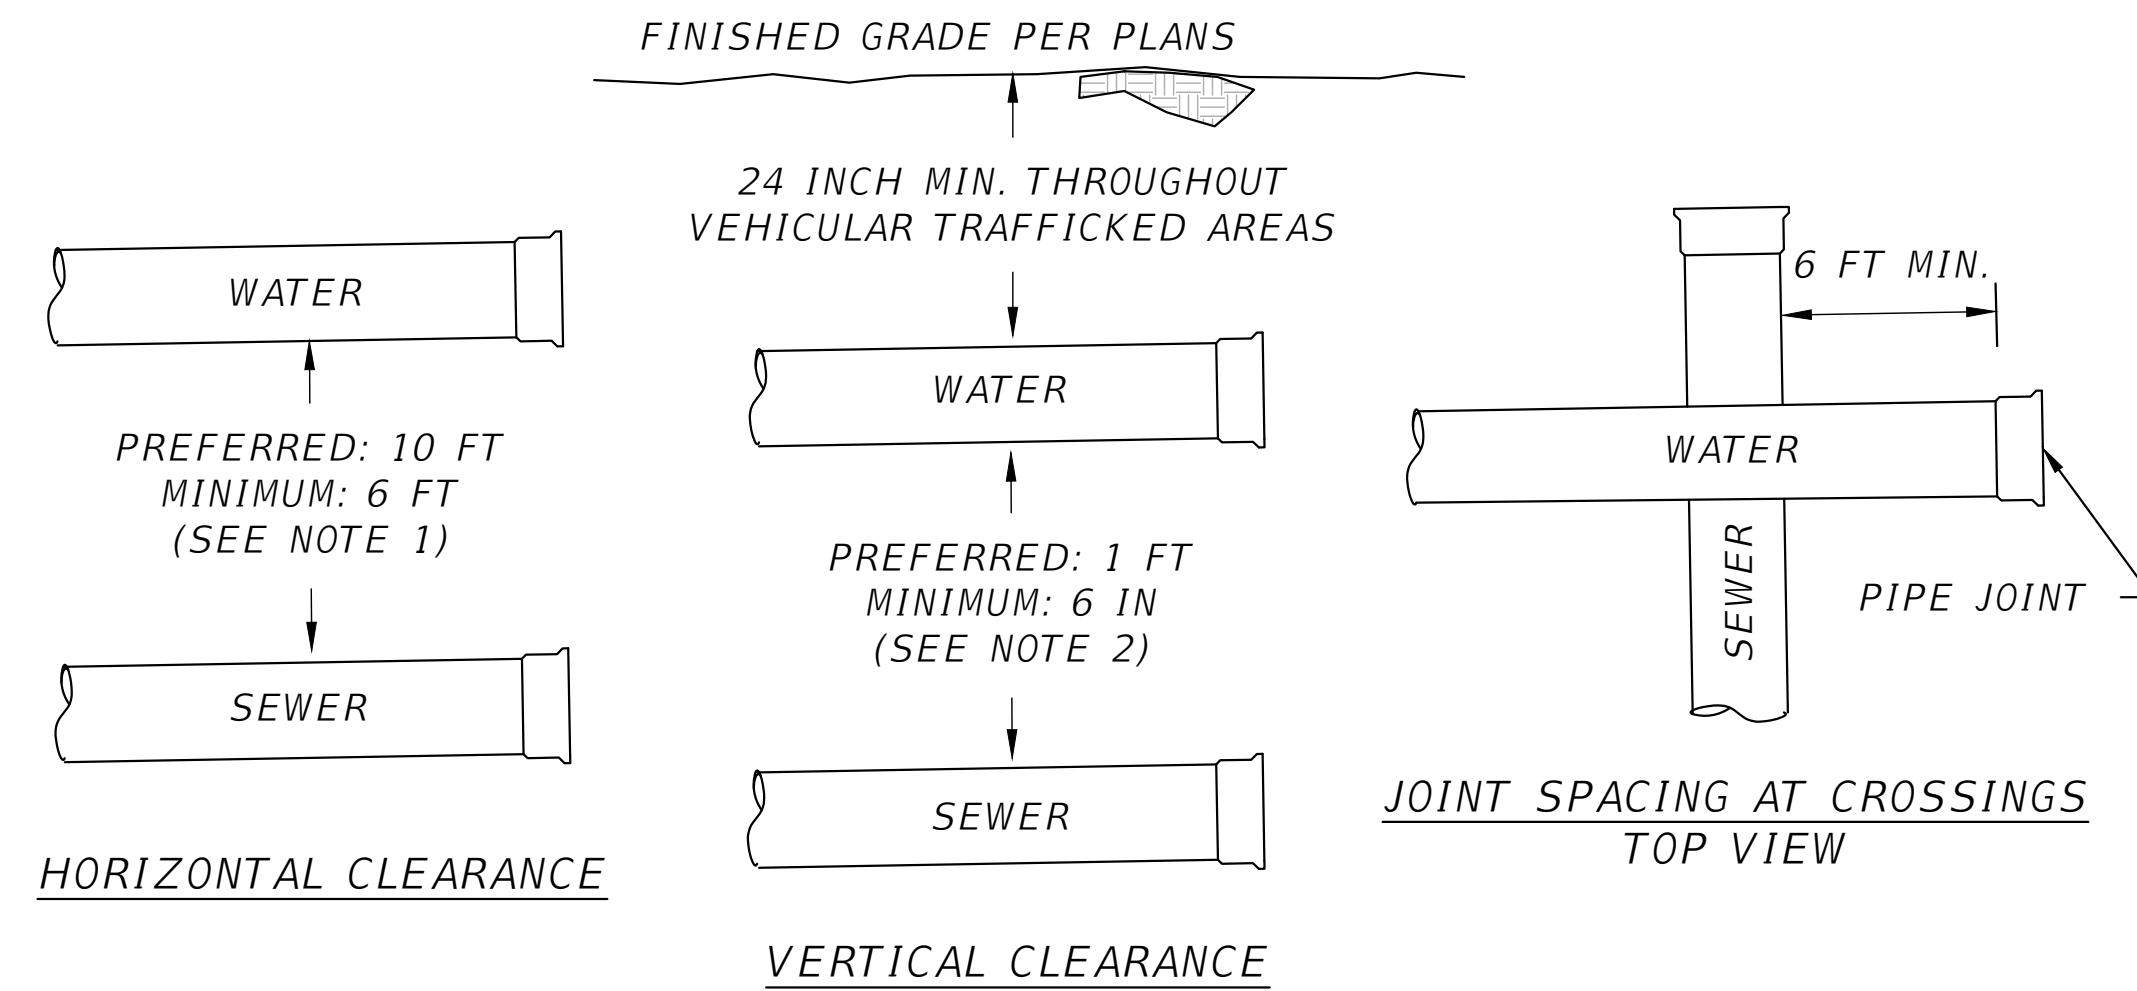 FINISHED GRADE PER PLANS
24 INCH MIN. THROUGHOUT
VEHICULAR TRAFFICKED AREAS
WATER
PREFERRED: 10 FT
MINIMUM: 6 FT
(SEE NOTE 1)
SEWER
HORIZONTAL CLEARANCE
WATER
PREFERRED: 1 FT
MINIMUM: 6 IN
(SEE NOTE 2)
SEWER
VERTICAL CLEARANCE
6 FT MIN.
WATER
SEWER
PIPE JOINT
JOINT SPACING AT CROSSINGS
TOP VIEW